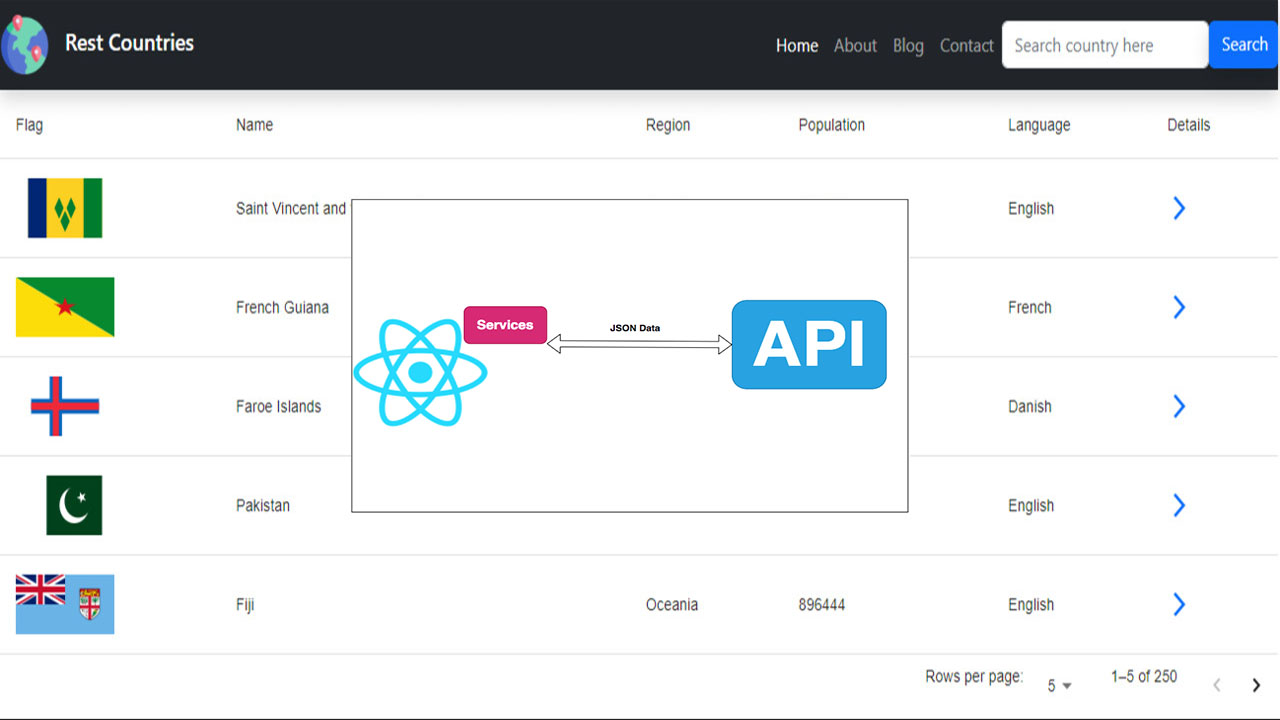 Rest Countries
Home About Blog Contact Search country here Search
Flag Name Region Population Language Details
Saint Vincent and English
French Guiana French
Services JSON Data API
Faroe Islands Danish
Pakistan English
Fiji Oceania 896444 English
Rows per page: 5 1–5 of 250